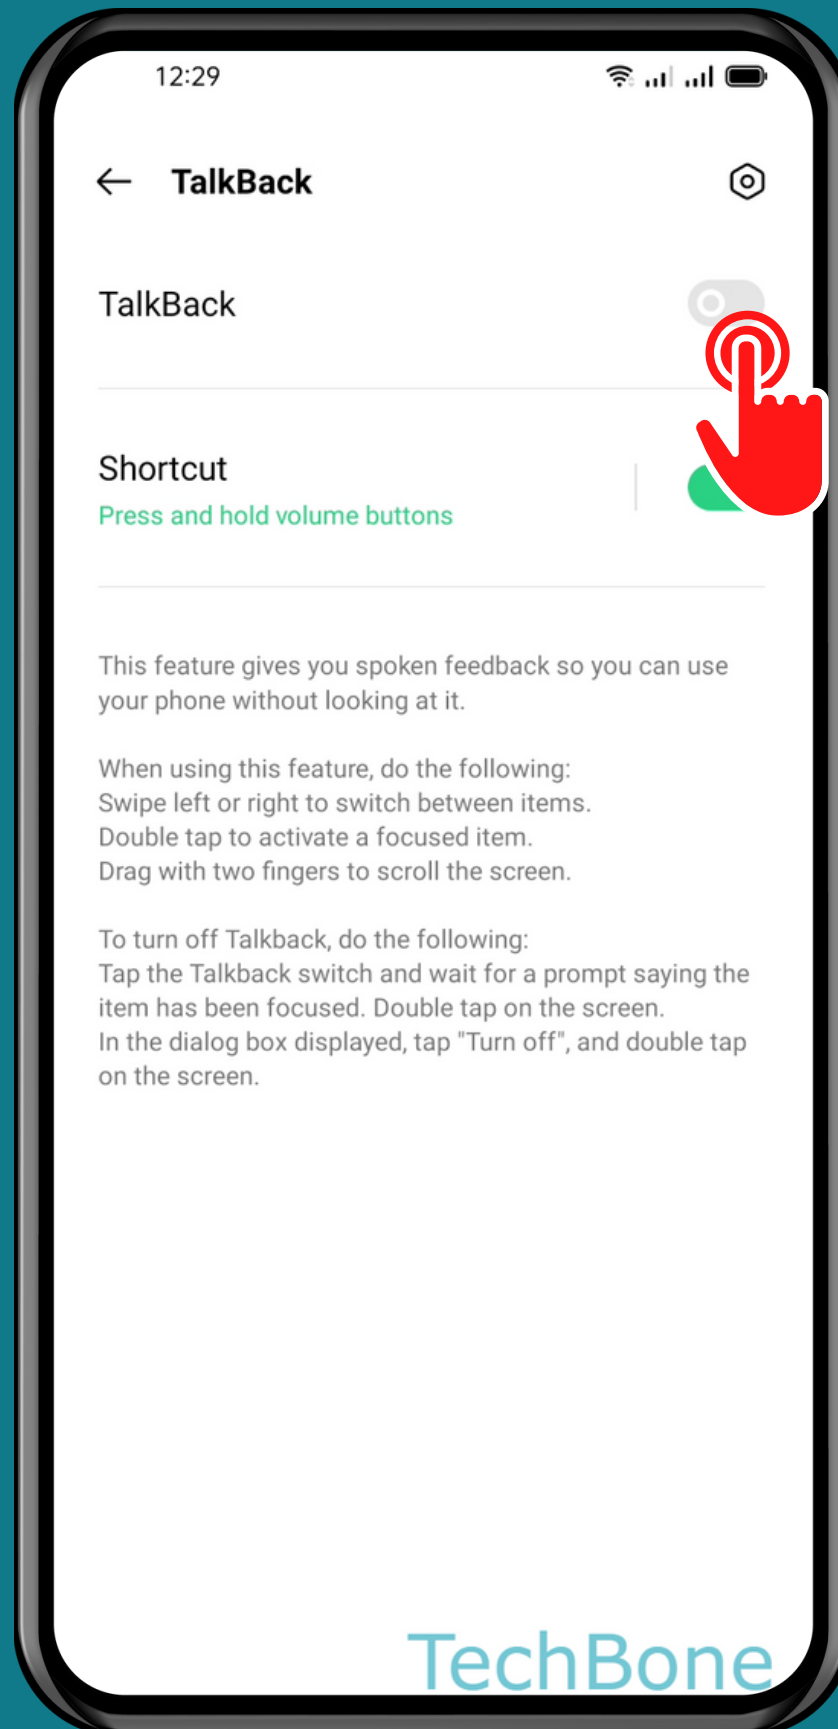 12:29
TalkBack
TalkBack
Shortcut
Press and hold volume buttons
This feature gives you spoken feedback so you can use
your phone without looking at it.
When using this feature, do the following:
Swipe left or right to switch between items.
Double tap to activate a focused item.
Drag with two fingers to scroll the screen.
To turn off Talkback, do the following:
Tap the Talkback switch and wait for a prompt saying the
item has been focused. Double tap on the screen.
In the dialog box displayed, tap "Turn off", and double tap
on the screen.
TechBone